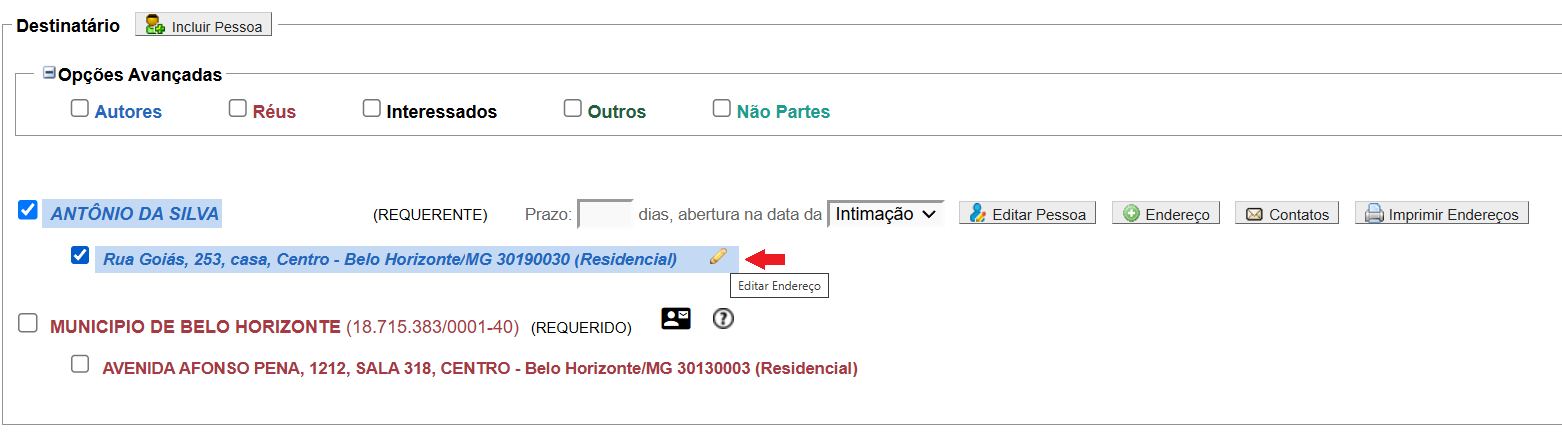 Destinatário Incluir Pessoa
Opções Avançadas
Autores Réus Interessados Outros Não Partes
ANTÔNIO DA SILVA (REQUERENTE) Prazo: dias, abertura na data da Intimação Editar Pessoa Endereço Contatos Imprimir Endereços
Rua Goiás, 253, casa, Centro - Belo Horizonte/MG 30190030 (Residencial)
Editar Endereço
MUNICIPIO DE BELO HORIZONTE (18.715.383/0001-40) (REQUERIDO) ?
AVENIDA AFONSO PENA, 1212, SALA 318, CENTRO - Belo Horizonte/MG 30130003 (Residencial)